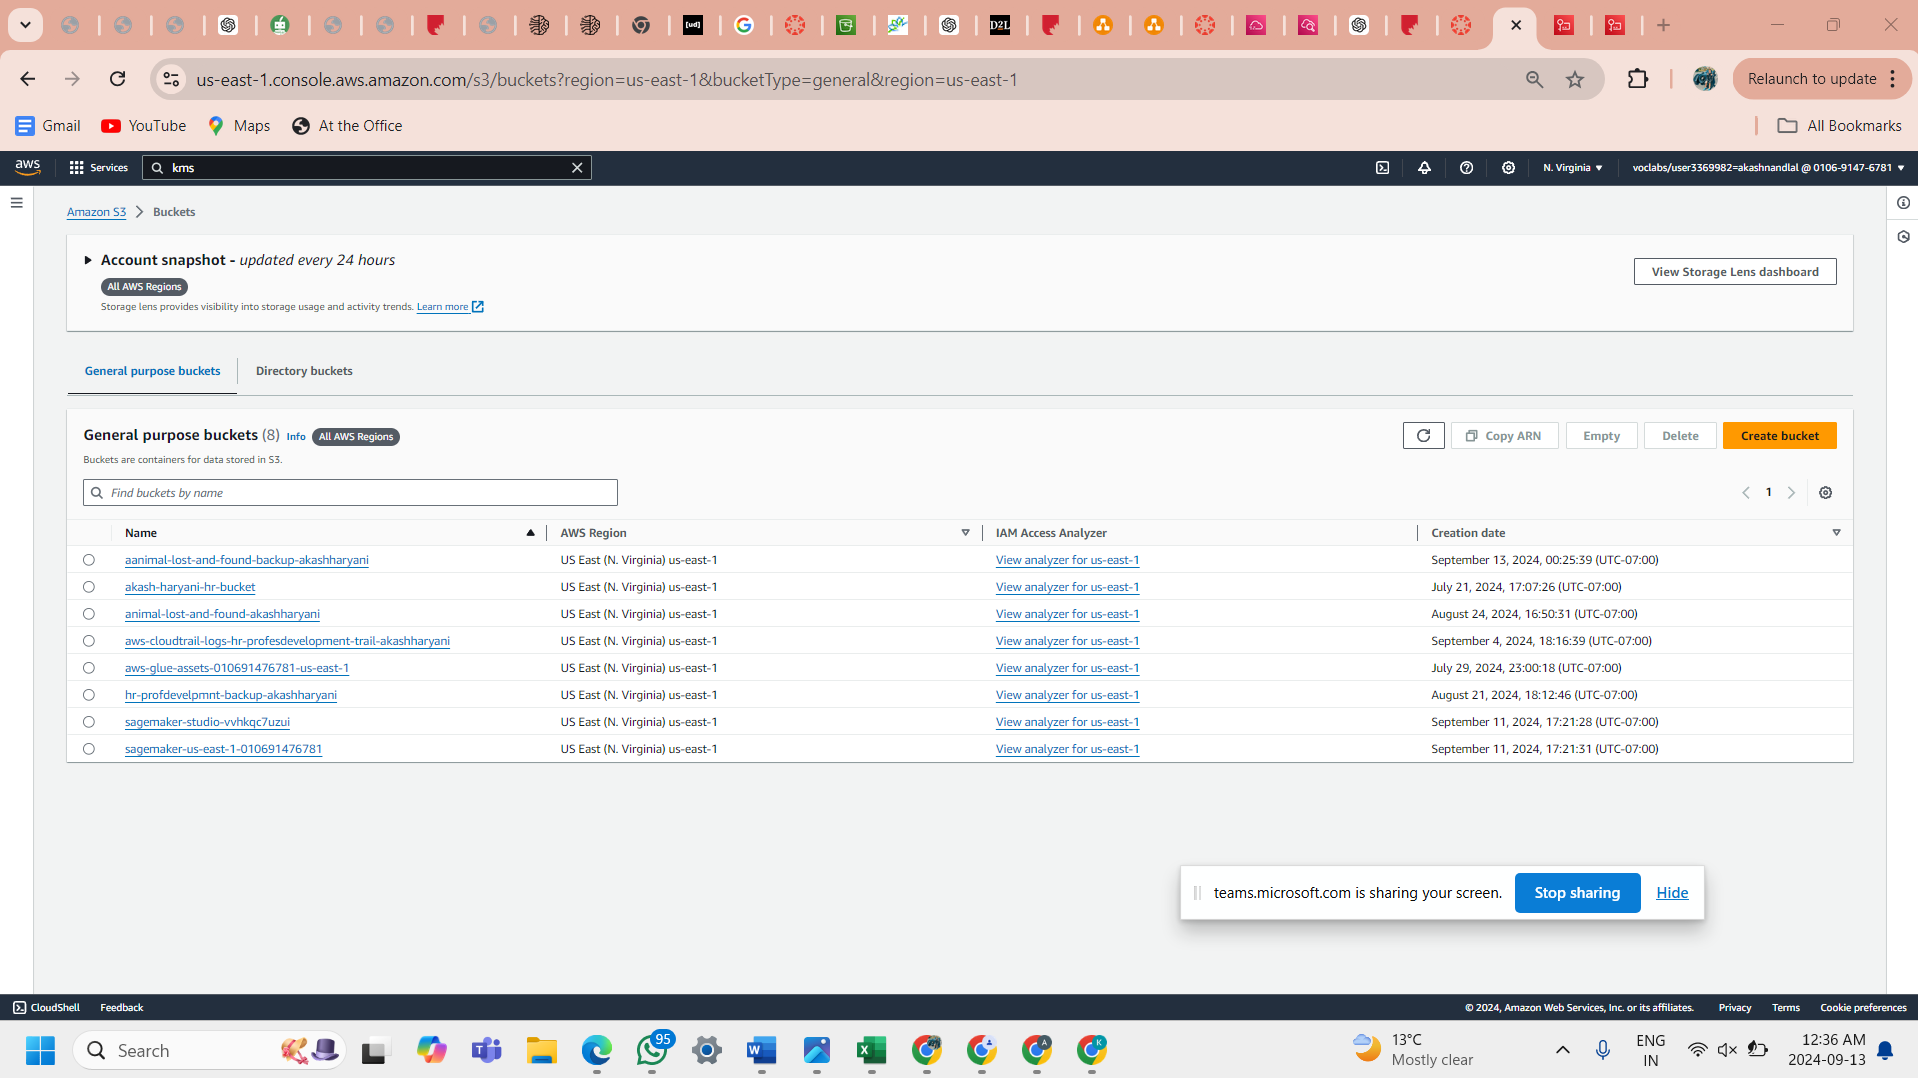 [ud]
D2L
us-east-1.console.aws.amazon.com/s3/buckets?region=us-east-1&bucketType=general&region=us-east-1
Relaunch to update
Gmail
YouTube
Maps
At the Office
All Bookmarks
aws
Services
kms
N. Virginia
voclabs/user3369982=akashnandlal @ 0106-9147-6781
Amazon S3
Buckets
Account snapshot - updated every 24 hours
All AWS Regions
Storage lens provides visibility into storage usage and activity trends. Learn more
View Storage Lens dashboard
General purpose buckets
Directory buckets
General purpose buckets (8) Info All AWS Regions
Buckets are containers for data stored in S3.
Copy ARN
Empty
Delete
Create bucket
Find buckets by name
1
Name AWS Region IAM Access Analyzer Creation date
aanimal-lost-and-found-backup-akashharyani US East (N. Virginia) us-east-1 View analyzer for us-east-1 September 13, 2024, 00:25:39 (UTC-07:00)
akash-haryani-hr-bucket US East (N. Virginia) us-east-1 View analyzer for us-east-1 July 21, 2024, 17:07:26 (UTC-07:00)
animal-lost-and-found-akashharyani US East (N. Virginia) us-east-1 View analyzer for us-east-1 August 24, 2024, 16:50:31 (UTC-07:00)
aws-cloudtrail-logs-hr-profesdevelopment-trail-akashharyani US East (N. Virginia) us-east-1 View analyzer for us-east-1 September 4, 2024, 18:16:39 (UTC-07:00)
aws-glue-assets-010691476781-us-east-1 US East (N. Virginia) us-east-1 View analyzer for us-east-1 July 29, 2024, 23:00:18 (UTC-07:00)
hr-profdevelpmnt-backup-akashharyani US East (N. Virginia) us-east-1 View analyzer for us-east-1 August 21, 2024, 18:12:46 (UTC-07:00)
sagemaker-studio-vvhkqc7uzui US East (N. Virginia) us-east-1 View analyzer for us-east-1 September 11, 2024, 17:21:28 (UTC-07:00)
sagemaker-us-east-1-010691476781 US East (N. Virginia) us-east-1 View analyzer for us-east-1 September 11, 2024, 17:21:31 (UTC-07:00)
teams.microsoft.com is sharing your screen.
Stop sharing
Hide
CloudShell
Feedback
© 2024, Amazon Web Services, Inc. or its affiliates.
Privacy
Terms
Cookie preferences
Search
95
13°C
Mostly clear
ENG
IN
12:36 AM
2024-09-13